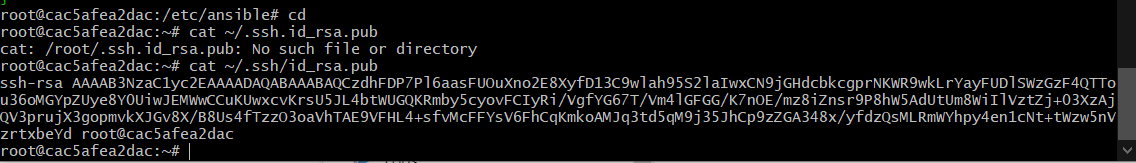 root@cac5afea2dac:/etc/ansible# cd
root@cac5afea2dac:~# cat ~/.ssh.id_rsa.pub
cat: /root/.ssh.id_rsa.pub: No such file or directory
root@cac5afea2dac:~# cat ~/.ssh/id_rsa.pub
ssh-rsa AAAAB3NzaC1yc2EAAAADAQABAAABAQCzdhFDP7Pl6aasFUOuXno2E8XyfD13C9wlah95S2laIwxCN9jGHdcbkcgprNKWR9wkLrYayFUDlSWzGzF4QTTo
u36oMGYpZUye8YOUiwJEMWwCCuKUwxcvKrsU5JL4btWUGQKRmby5cyovFCIyRi/VgfYG67T/Vm4lGFGG/K7nOE/mz8iZnsr9P8hW5AdUtUm8WiIlVztZj+O3XzAj
QV3prujX3gopmvkXJGv8X/B8Us4fTzzO3oaVhTAE9VFHL4+sfvMcFFYsV6FhCqKmkoAMJq3td5qM9j35JhCp9zZGA348x/yfdzQsMLRmWYhpy4en1cNt+tWzw5nV
zrtxbeYd root@cac5afea2dac
root@cac5afea2dac:~#